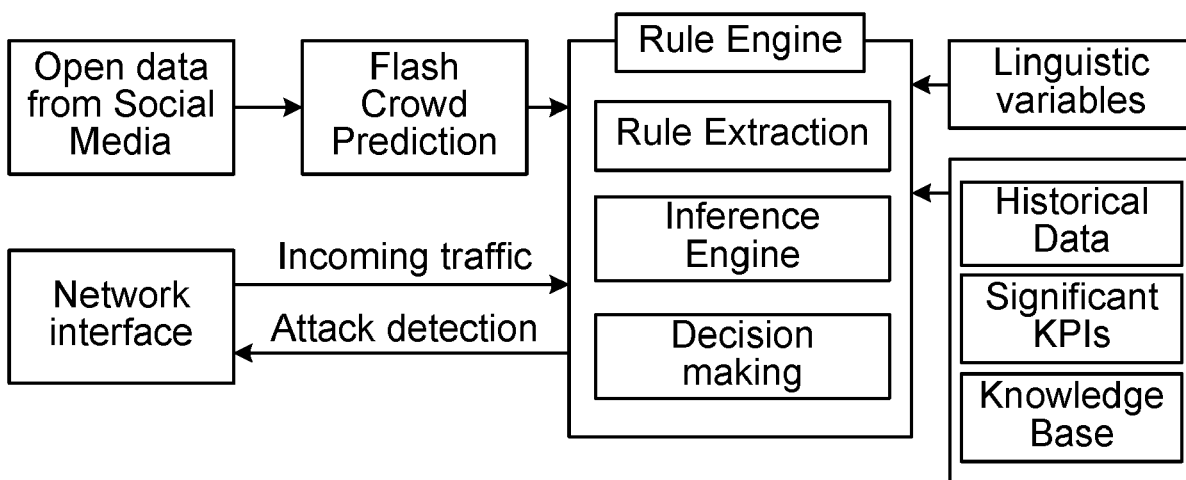 Open data
from Social
Media
Flash
Crowd
Prediction
Rule Engine
Rule Extraction
Inference
Engine
Decision
making
Linguistic
variables
Historical
Data
Significant
KPIs
Knowledge
Base
Network
interface
Incoming traffic
Attack detection